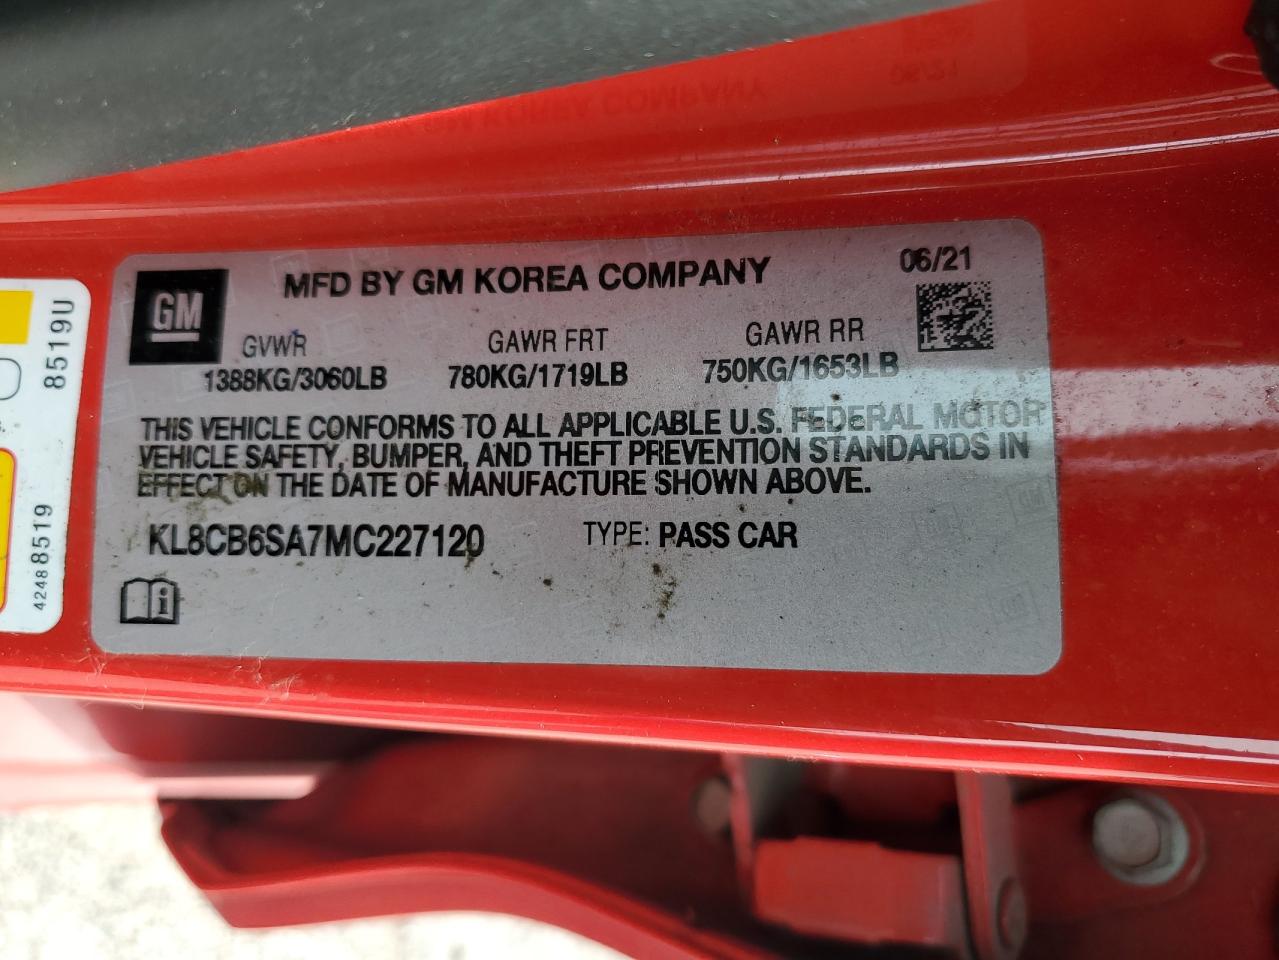 06/21
GM
MFD BY GM KOREA COMPANY
GVWR GAWR FRT GAWR RR
1388KG/3060LB 780KG/1719LB 750KG/1653LB
THIS VEHICLE CONFORMS TO ALL APPLICABLE U.S. FEDERAL MOTOR
VEHICLE SAFETY, BUMPER, AND THEFT PREVENTION STANDARDS IN
EFFECT ON THE DATE OF MANUFACTURE SHOWN ABOVE.
KL8CB6SA7MC227120 TYPE: PASS CAR
8519U
42488519